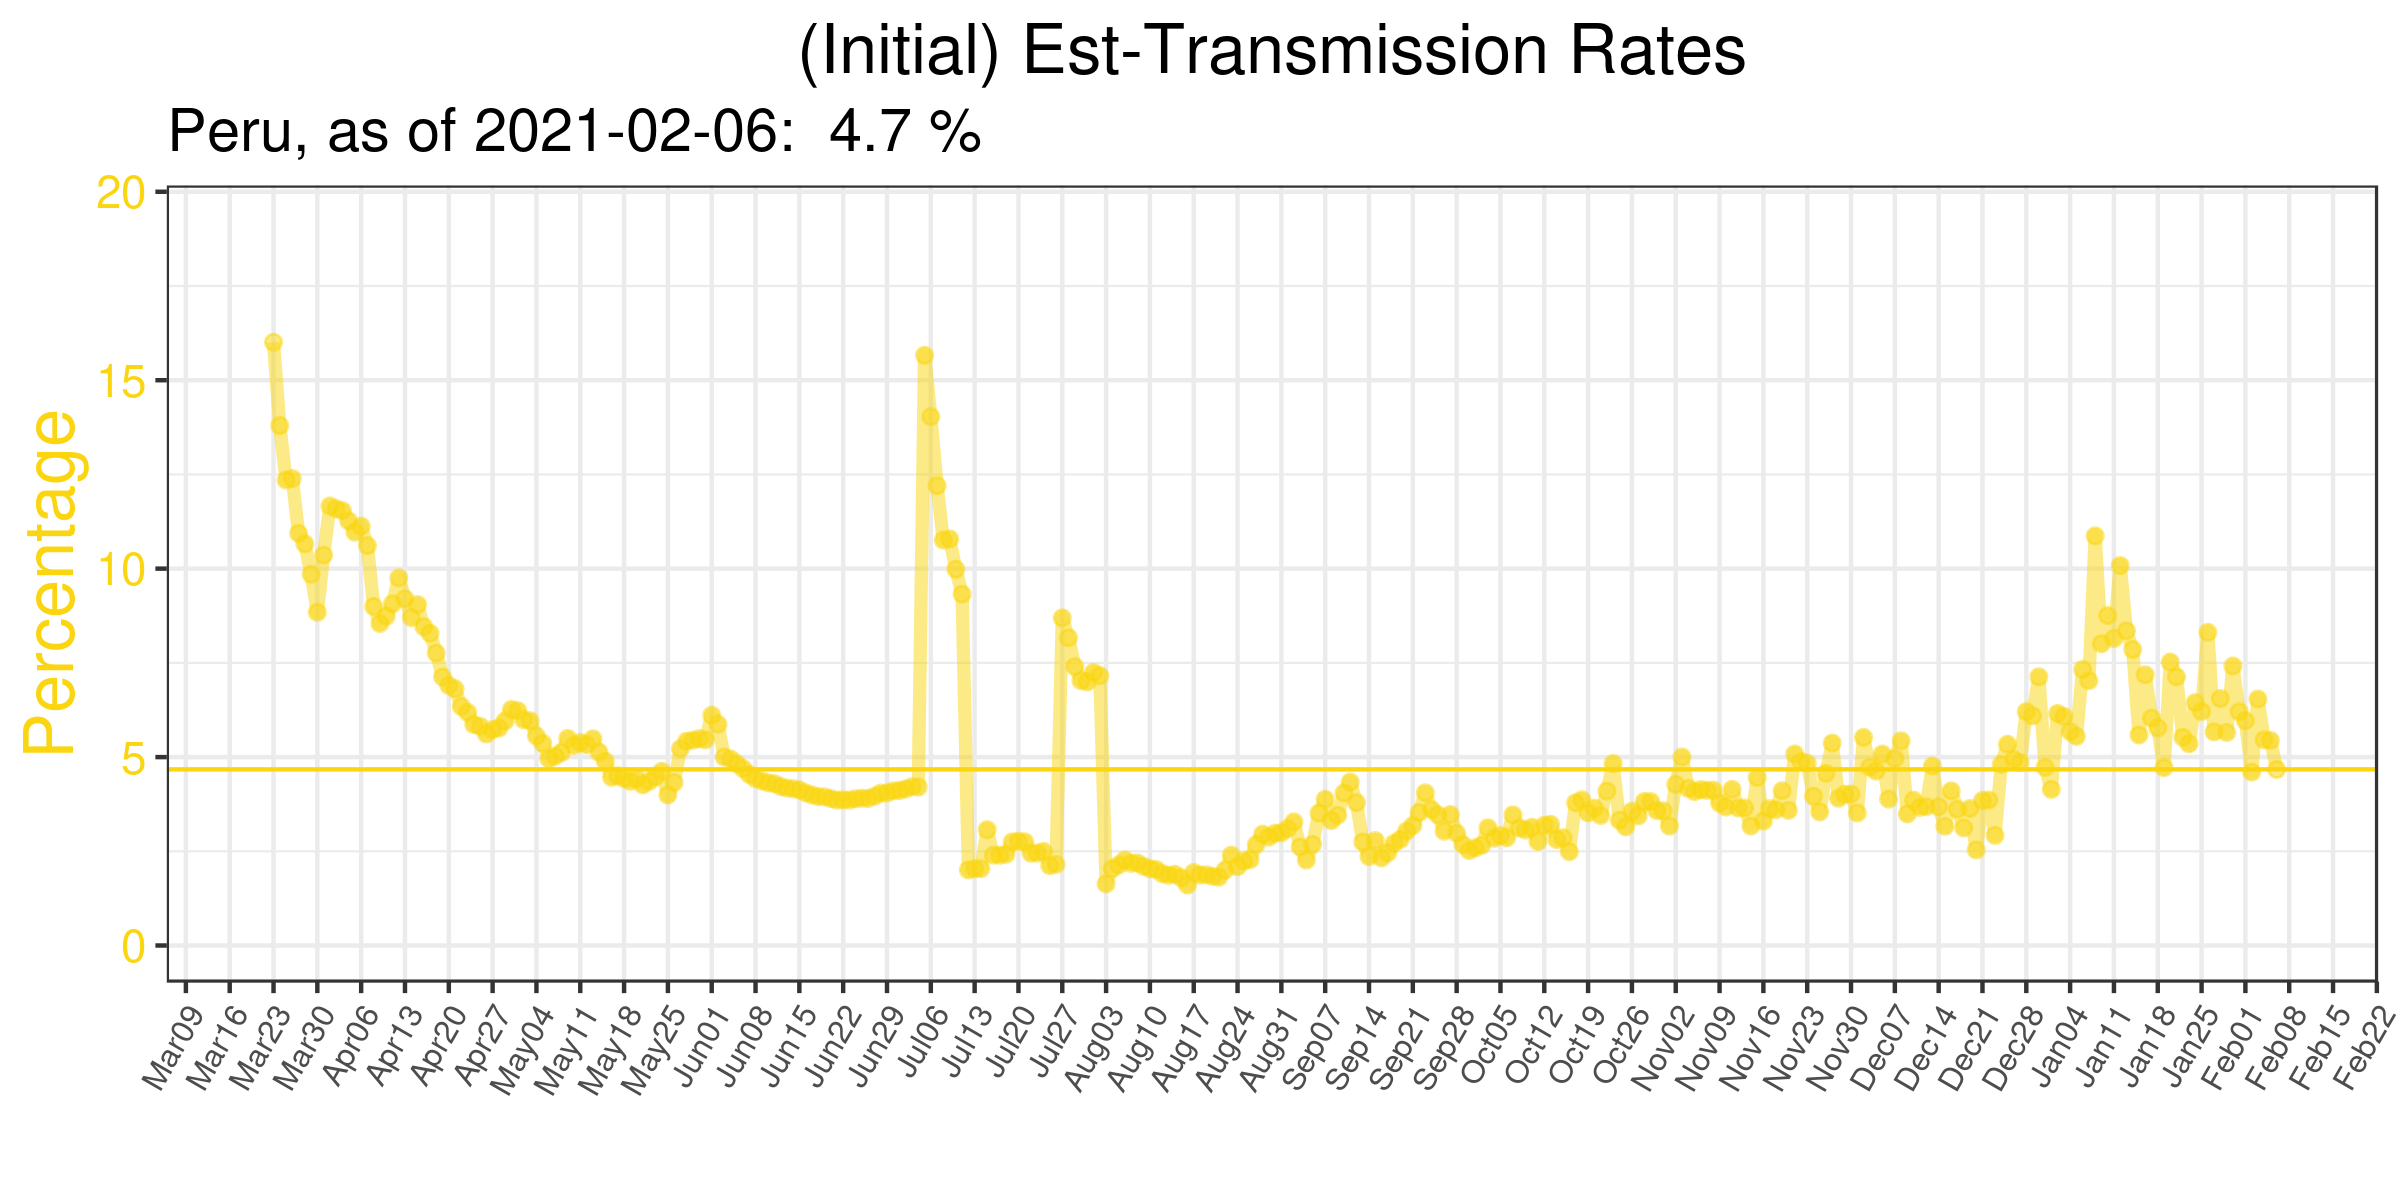 (Initial) Est-Transmission Rates
Peru, as of 2021-02-06:  4.7 %
Percentage
20
15
10
5
0
Mar09
Mar16
Mar23
Mar30
Apr06
Apr13
Apr20
Apr27
May04
May11
May18
May25
Jun01
Jun08
Jun15
Jun22
Jun29
Jul06
Jul13
Jul20
Jul27
Aug03
Aug10
Aug17
Aug24
Aug31
Sep07
Sep14
Sep21
Sep28
Oct05
Oct12
Oct19
Oct26
Nov02
Nov09
Nov16
Nov23
Nov30
Dec07
Dec14
Dec21
Dec28
Jan04
Jan11
Jan18
Jan25
Feb01
Feb08
Feb15
Feb22